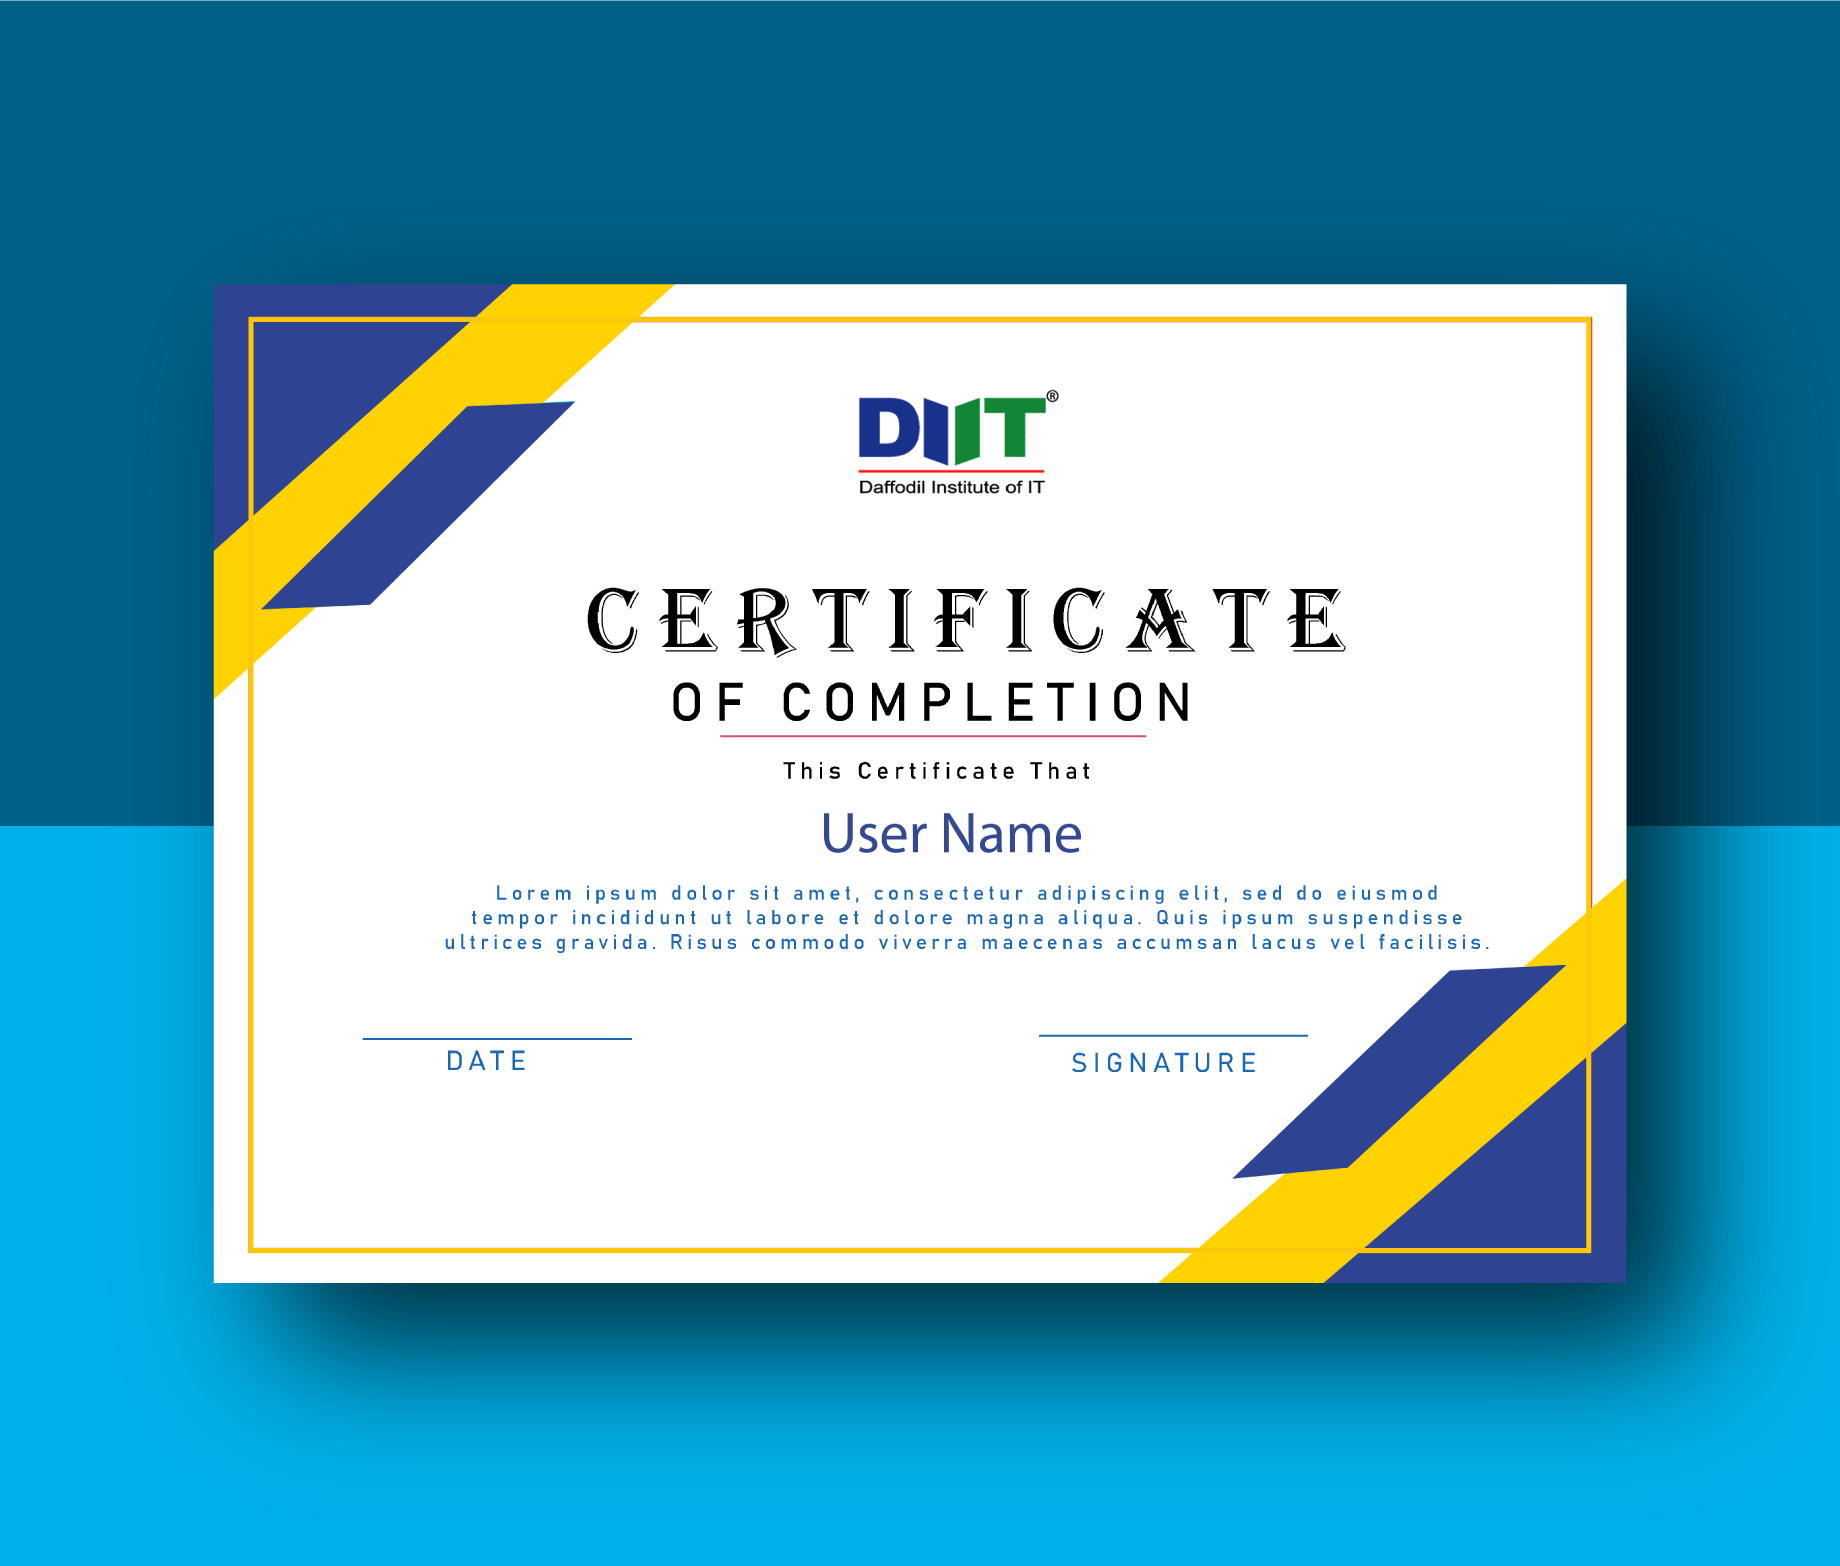 DIIT®
Daffodil Institute of IT
CERTIFICATE
OF COMPLETION
This Certificate That
User Name
Lorem ipsum dolor sit amet, consectetur adipiscing elit, sed do eiusmod
tempor incididunt ut labore et dolore magna aliqua. Quis ipsum suspendisse
ultrices gravida. Risus commodo viverra maecenas accumsan lacus vel facilisis.
DATE
SIGNATURE